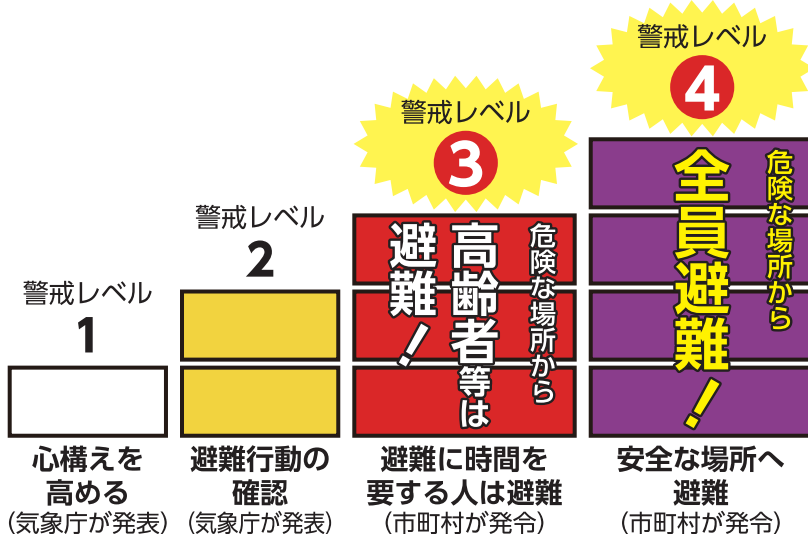 警戒レベル
1
心構えを
高める
(気象庁が発表)
警戒レベル
2
避難行動の
確認
(気象庁が発表)
警戒レベル
3
危険な場所から
高齢者等は
避難！
避難に時間を
要する人は避難
(市町村が発令)
警戒レベル
4
危険な場所から
全員避難！
安全な場所へ
避難
(市町村が発令)